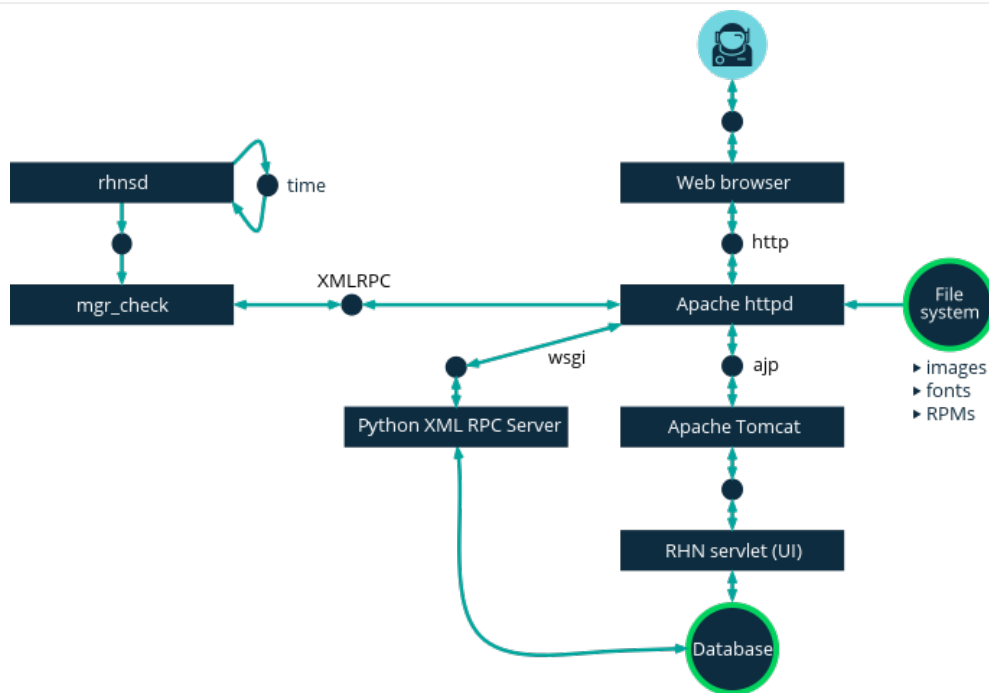 rhnsd
time
Web browser
http
XMLRPC
mgr_check
Apache httpd
File
system
wsgi
ajp
▸ images
▸ fonts
▸ RPMs
Python XML RPC Server
Apache Tomcat
RHN servlet (UI)
Database